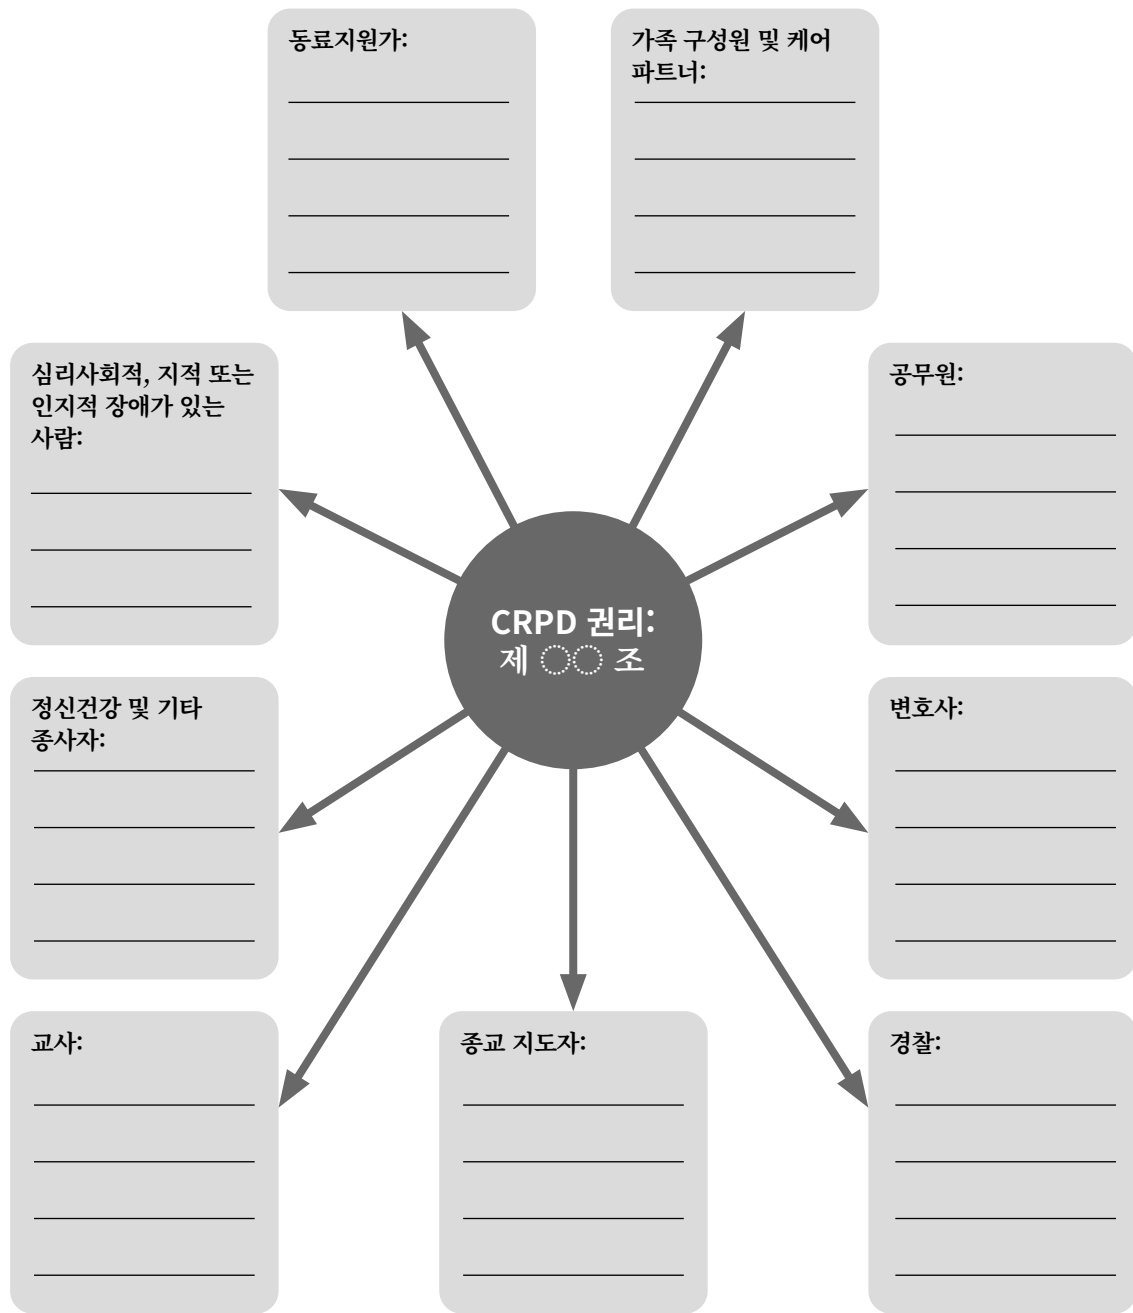 동료지원가:
가족 구성원 및 케어
파트너:
심리사회적, 지적 또는
인지적 장애가 있는
사람:
공무원:
CRPD 권리:
제 ◌◌ 조
정신건강 및 기타
종사자:
변호사:
교사:
종교 지도자:
경찰: